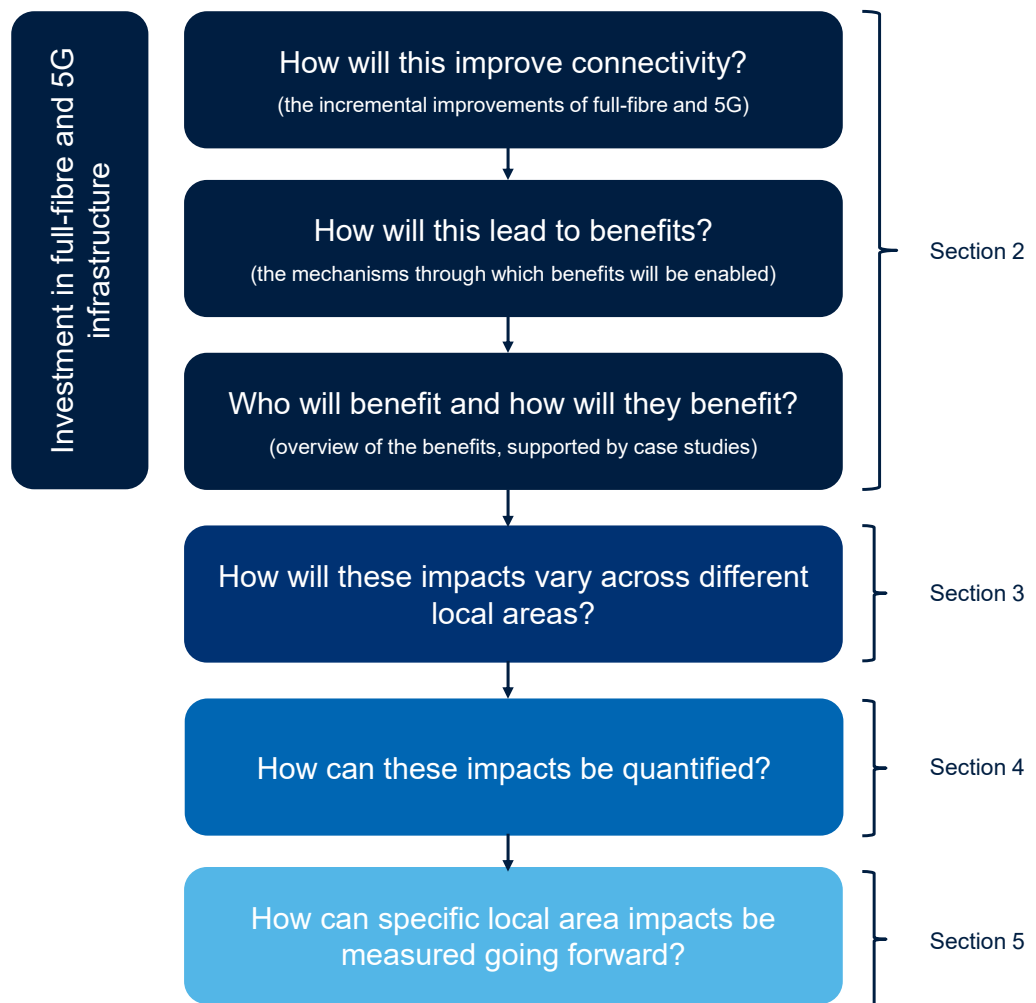 Investment in full-fibre and 5G
infrastructure
How will this improve connectivity?
(the incremental improvements of full-fibre and 5G)
How will this lead to benefits?
(the mechanisms through which benefits will be enabled)
Who will benefit and how will they benefit?
(overview of the benefits, supported by case studies)
Section 2
How will these impacts vary across different
local areas?
Section 3
How can these impacts be quantified?
Section 4
How can specific local area impacts be
measured going forward?
Section 5